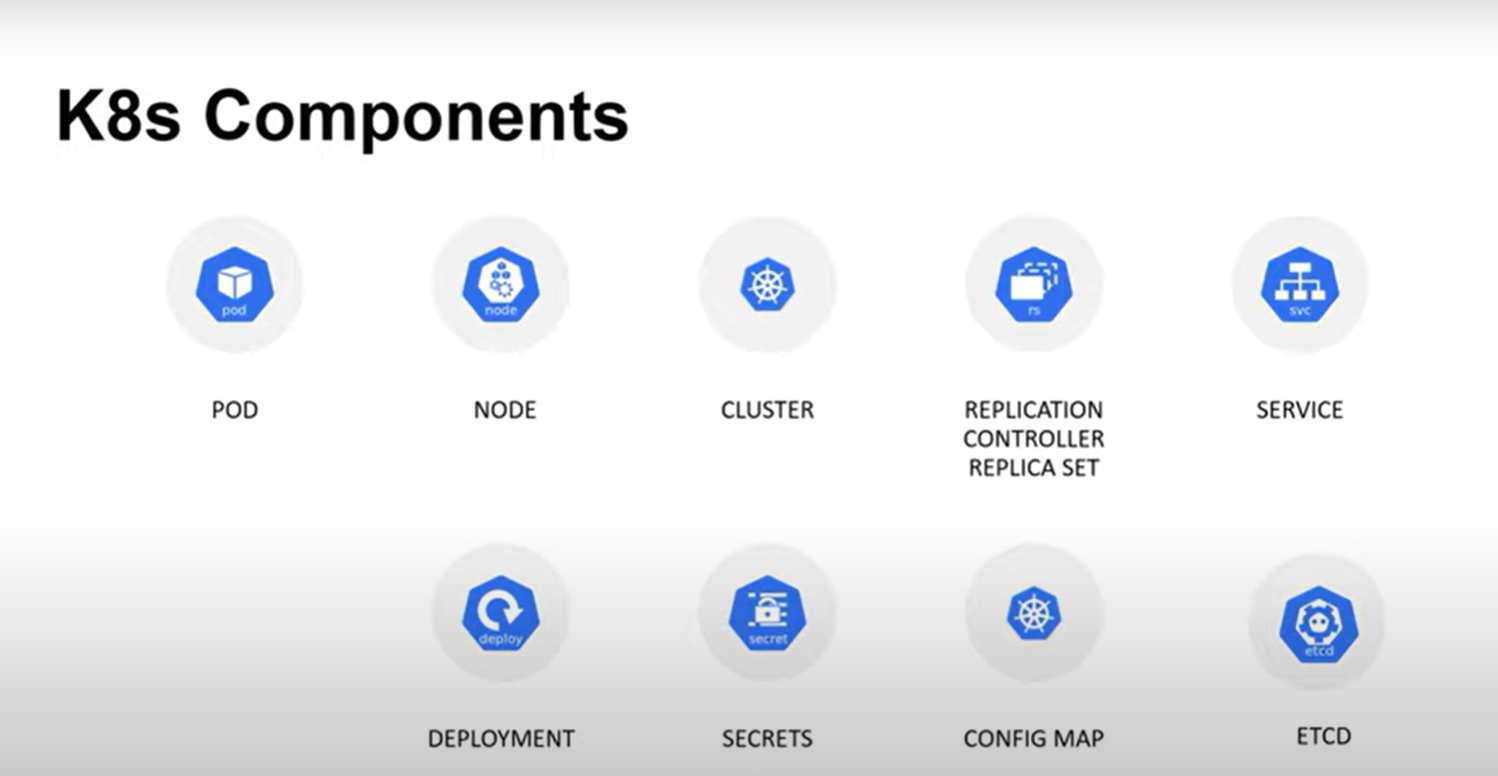 K8s Components
pod
node
rs
svc
POD
NODE
CLUSTER
REPLICATION
CONTROLLER
REPLICA SET
SERVICE
deploy
secret
etcd
DEPLOYMENT
SECRETS
CONFIG MAP
ETCD